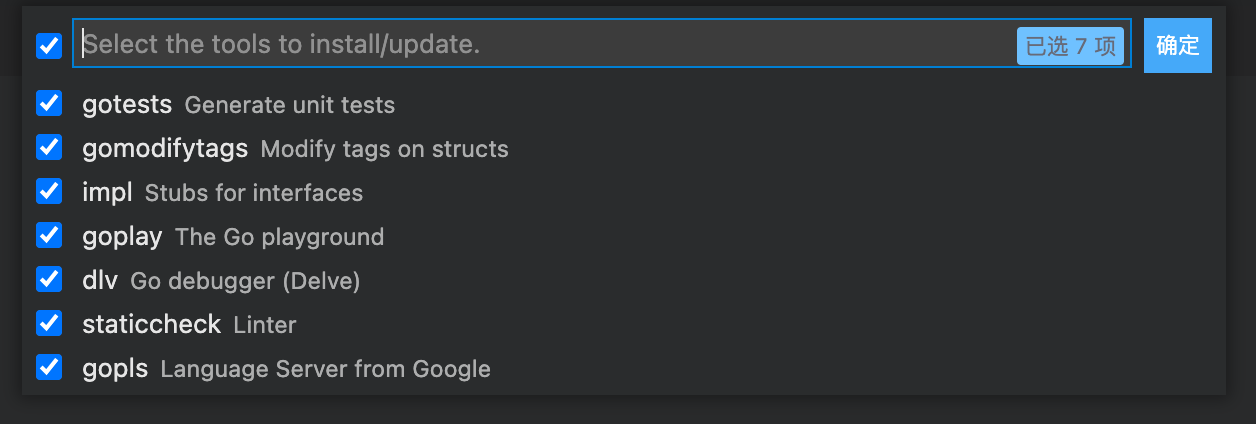 Select the tools to install/update. 已选 7 项 确定
gotests Generate unit tests
gomodifytags Modify tags on structs
impl Stubs for interfaces
goplay The Go playground
dlv Go debugger (Delve)
staticcheck Linter
gopls Language Server from Google